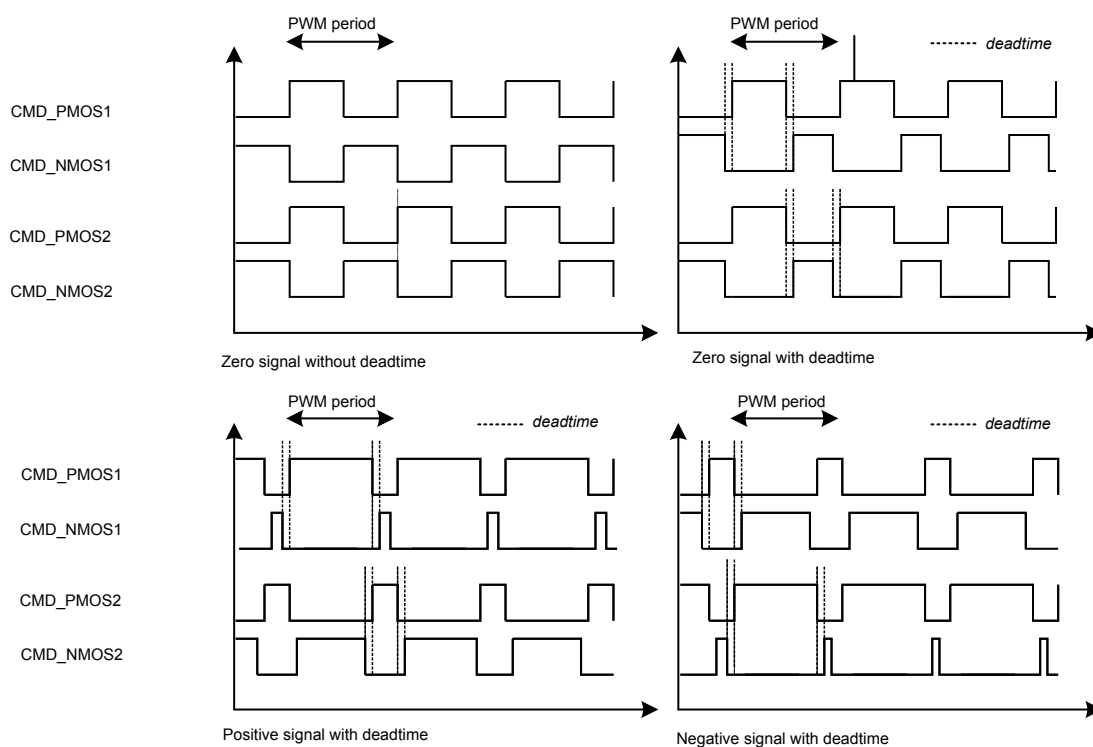 PWM period
PWM period
deadtime
CMD_PMOS1
CMD_NMOS1
CMD_PMOS2
CMD_NMOS2
Zero signal without deadtime
Zero signal with deadtime
PWM period
deadtime
PWM period
deadtime
CMD_PMOS1
CMD_NMOS1
CMD_PMOS2
CMD_NMOS2
Positive signal with deadtime
Negative signal with deadtime